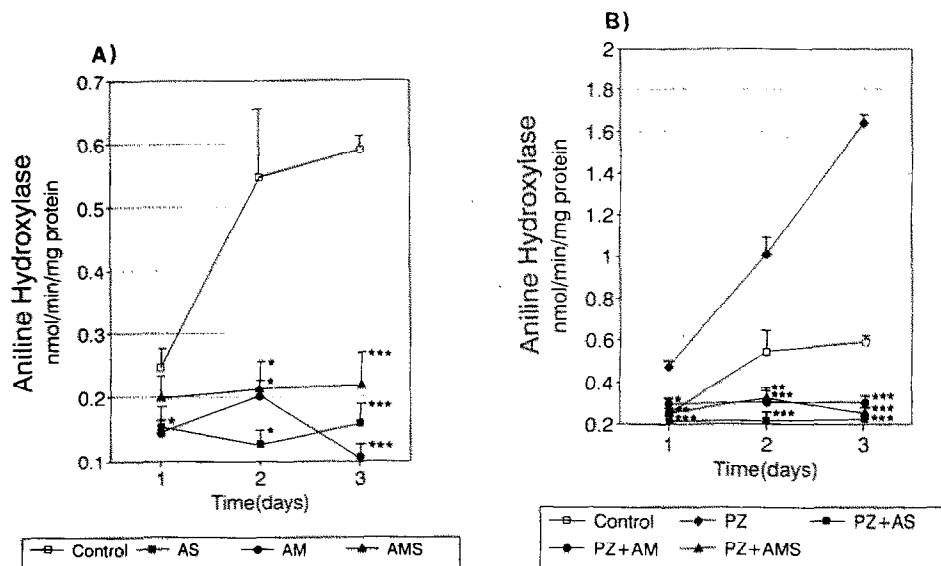 A)
Aniline Hydroxylase
nmol/min/mg protein
0.7
0.6
0.5
0.4
0.3
0.2
0.1
1 2 3
Time(days)
* * * * *** *** ***
Control AS AM AMS
B)
Aniline Hydroxylase
nmol/min/mg protein
2
1.8
1.6
1.4
1.2
1
0.8
0.6
0.4
0.2
1 2 3
Time(days)
* *** ** *** *** *** *** ***
Control PZ PZ+AS
PZ+AM PZ+AMS